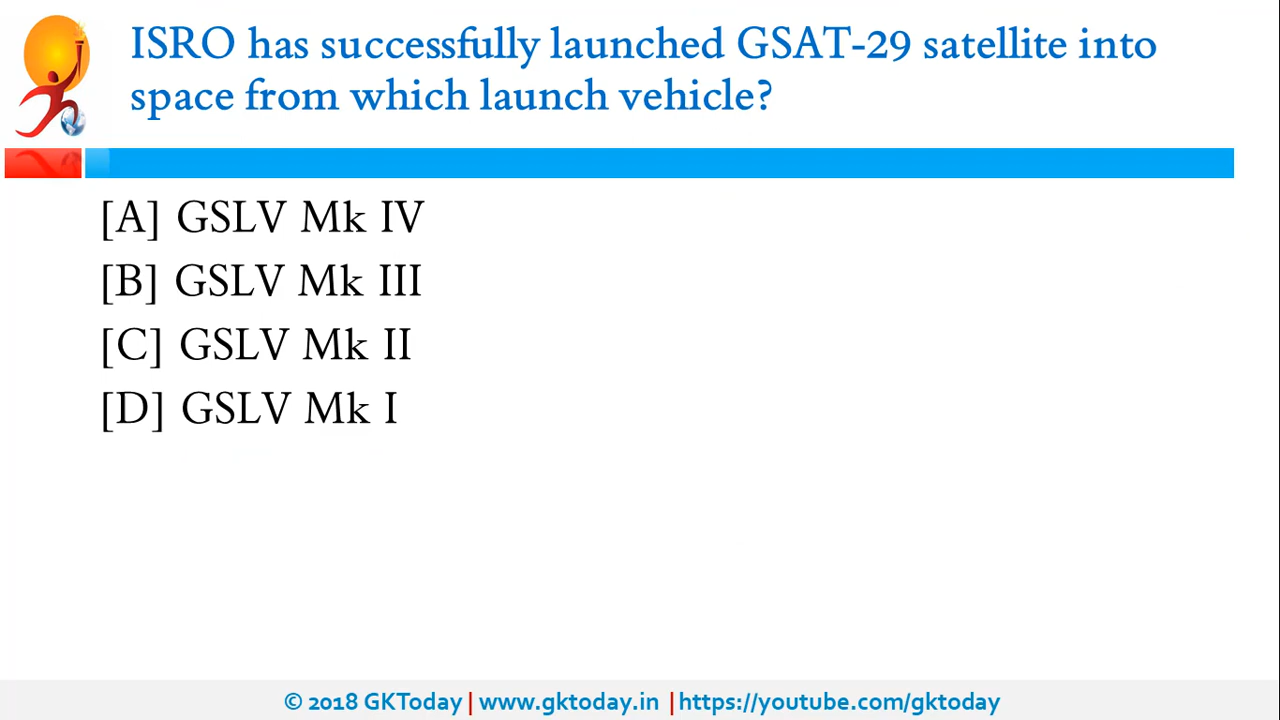 ISRO has successfully launched GSAT-29 satellite into
space from which launch vehicle?
[A] GSLV Mk IV
[B] GSLV Mk III
[C] GSLV Mk II
[D] GSLV Mk I
© 2018 GKToday | www.gktoday.in | https://youtube.com/gktoday